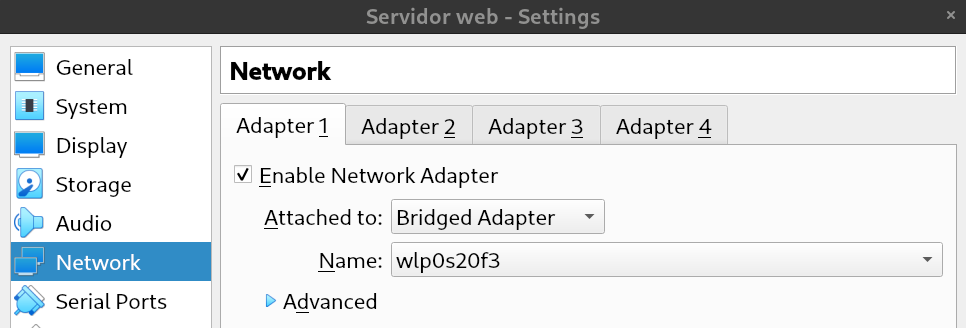 Servidor web - Settings
×
General
System
Display
Storage
Audio
Network
Serial Ports
Network
Adapter 1
Adapter 2
Adapter 3
Adapter 4
Enable Network Adapter
Attached to: Bridged Adapter
Name: wlp0s20f3
Advanced